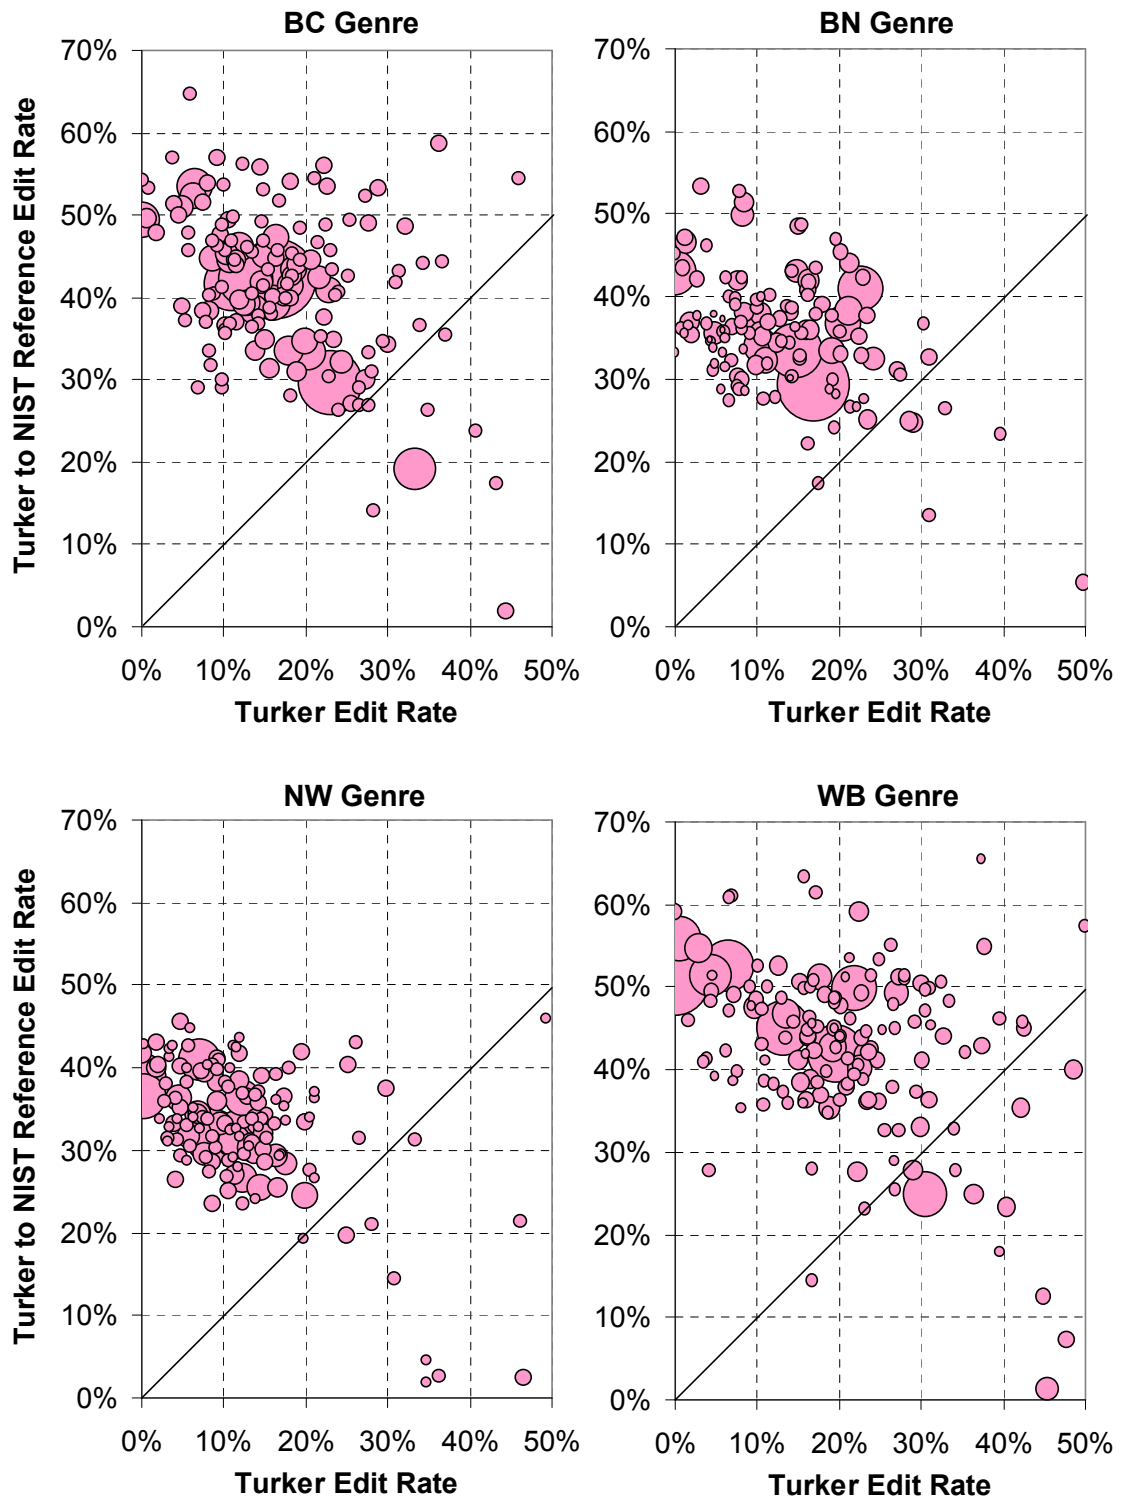 BC Genre
BN Genre
Turker to NIST Reference Edit Rate
70%
60%
50%
40%
30%
20%
10%
0%
0% 10% 20% 30% 40% 50%
Turker Edit Rate
70%
60%
50%
40%
30%
20%
10%
0%
0% 10% 20% 30% 40% 50%
Turker Edit Rate
NW Genre
WB Genre
Turker to NIST Reference Edit Rate
70%
60%
50%
40%
30%
20%
10%
0%
0% 10% 20% 30% 40% 50%
Turker Edit Rate
70%
60%
50%
40%
30%
20%
10%
0%
0% 10% 20% 30% 40% 50%
Turker Edit Rate